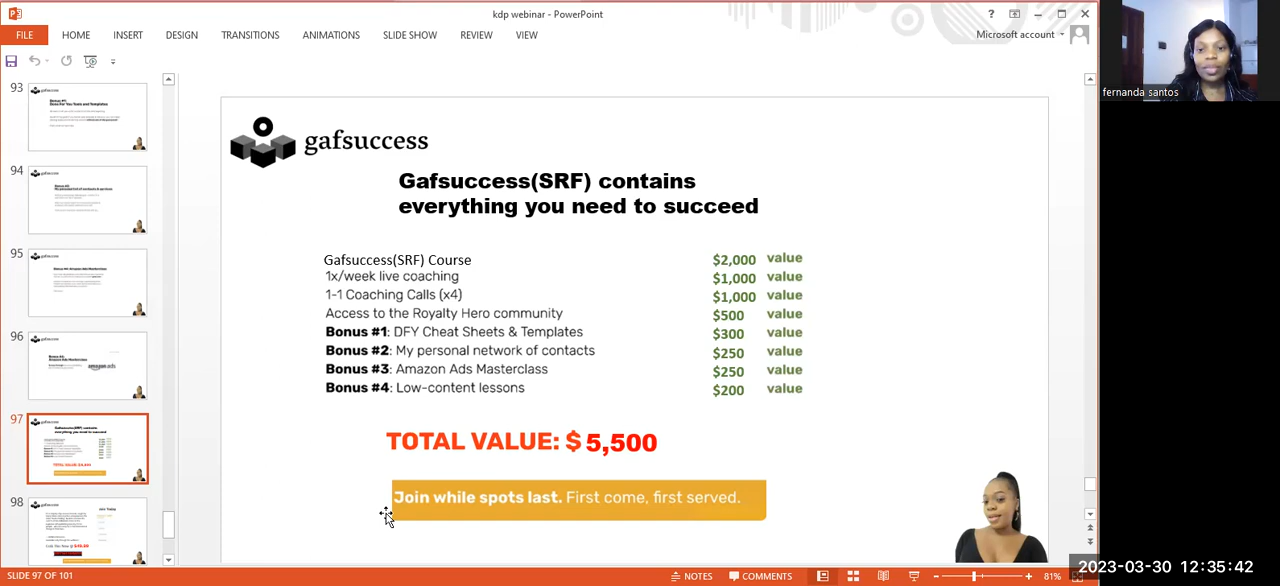 kdp webinar - PowerPoint
?
FILE HOME INSERT DESIGN TRANSITIONS ANIMATIONS SLIDE SHOW REVIEW VIEW
Microsoft account
fernanda santos
93
94
95
96
97
98
gafsuccess
Gafsuccess(SRF) contains
everything you need to succeed
Gafsuccess(SRF) Course $2,000 value
1x/week live coaching $1,000 value
1-1 Coaching Calls (x4) $1,000 value
Access to the Royalty Hero community $500 value
Bonus #1: DFY Cheat Sheets & Templates $300 value
Bonus #2: My personal network of contacts $250 value
Bonus #3: Amazon Ads Masterclass $250 value
Bonus #4: Low-content lessons $200 value
TOTAL VALUE: $ 5,500
Join while spots last. First come, first served.
SLIDE 97 OF 101
NOTES COMMENTS 81%
2023-03-30 12:35:42